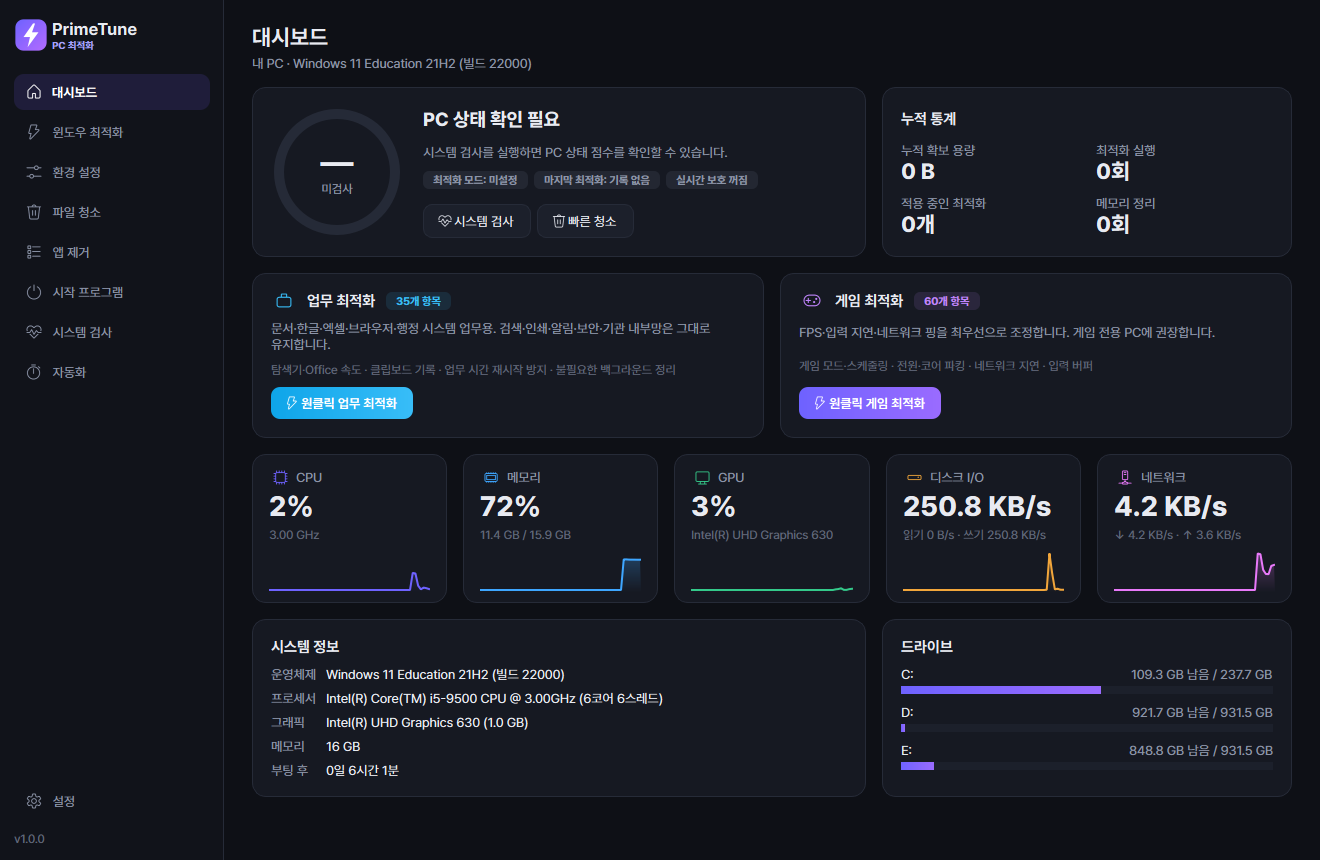 PrimeTune
PC 최적화
대시보드
윈도우 최적화
환경 설정
파일 청소
앱 제거
시작 프로그램
시스템 검사
자동화
설정
v1.0.0
대시보드
내 PC · Windows 11 Education 21H2 (빌드 22000)
—
미검사
PC 상태 확인 필요
시스템 검사를 실행하면 PC 상태 점수를 확인할 수 있습니다.
최적화 모드: 미설정 마지막 최적화: 기록 없음 실시간 보호 꺼짐
시스템 검사 빠른 청소
누적 통계
누적 확보 용량 최적화 실행
0 B 0회
적용 중인 최적화 메모리 정리
0개 0회
업무 최적화 35개 항목
문서·한글·엑셀·브라우저·행정 시스템 업무용. 검색·인쇄·알림·보안·기관 내부망은 그대로
유지합니다.
탐색기·Office 속도 · 클립보드 기록 · 업무 시간 재시작 방지 · 불필요한 백그라운드 정리
원클릭 업무 최적화
게임 최적화 60개 항목
FPS·입력 지연·네트워크 핑을 최우선으로 조정합니다. 게임 전용 PC에 권장합니다.
게임 모드·스케줄링 · 전원·코어 파킹 · 네트워크 지연 · 입력 버퍼
원클릭 게임 최적화
CPU
2%
3.00 GHz
메모리
72%
11.4 GB / 15.9 GB
GPU
3%
Intel(R) UHD Graphics 630
디스크 I/O
250.8 KB/s
읽기 0 B/s · 쓰기 250.8 KB/s
네트워크
4.2 KB/s
↓ 4.2 KB/s · ↑ 3.6 KB/s
시스템 정보
운영체제 Windows 11 Education 21H2 (빌드 22000)
프로세서 Intel(R) Core(TM) i5-9500 CPU @ 3.00GHz (6코어 6스레드)
그래픽 Intel(R) UHD Graphics 630 (1.0 GB)
메모리 16 GB
부팅 후 0일 6시간 1분
드라이브
C: 109.3 GB 남음 / 237.7 GB
D: 921.7 GB 남음 / 931.5 GB
E: 848.8 GB 남음 / 931.5 GB